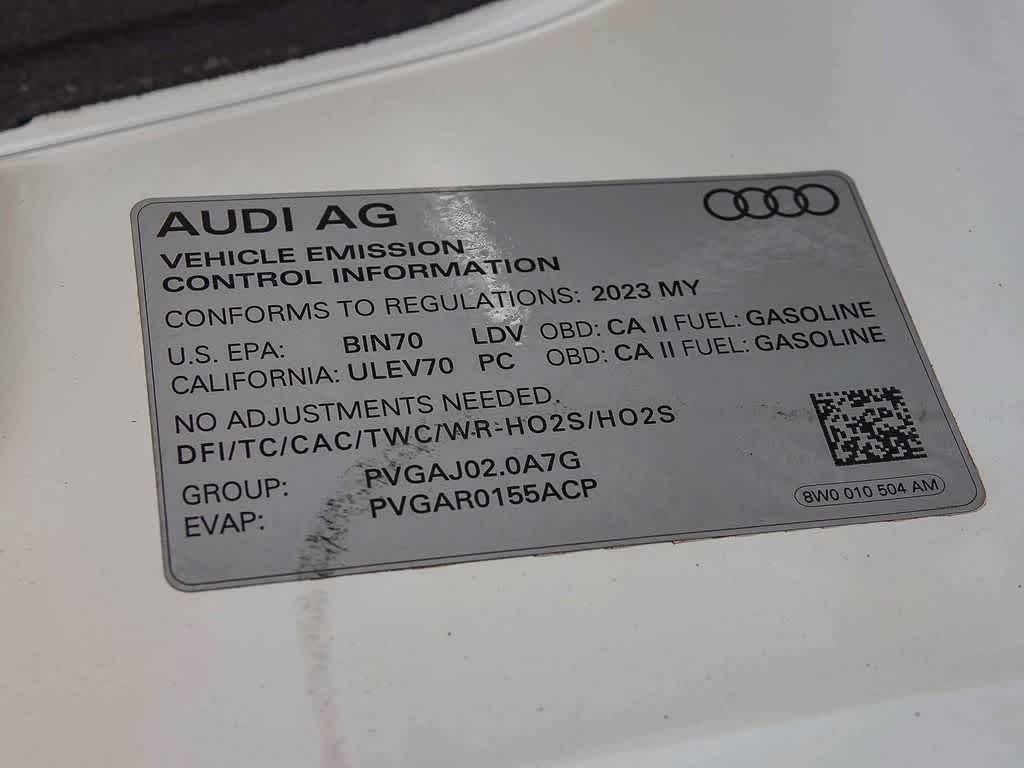 AUDI AG
VEHICLE EMISSION
CONTROL INFORMATION
CONFORMS TO REGULATIONS: 2023 MY
U.S. EPA: BIN70 LDV OBD: CA II FUEL: GASOLINE
CALIFORNIA: ULEV70 PC OBD: CA II FUEL: GASOLINE
NO ADJUSTMENTS NEEDED.
DFI/TC/CAC/TWC/WR-HO2S/HO2S
GROUP: PVGAJ02.0A7G
EVAP: PVGAR0155ACP
8W0 010 504 AM